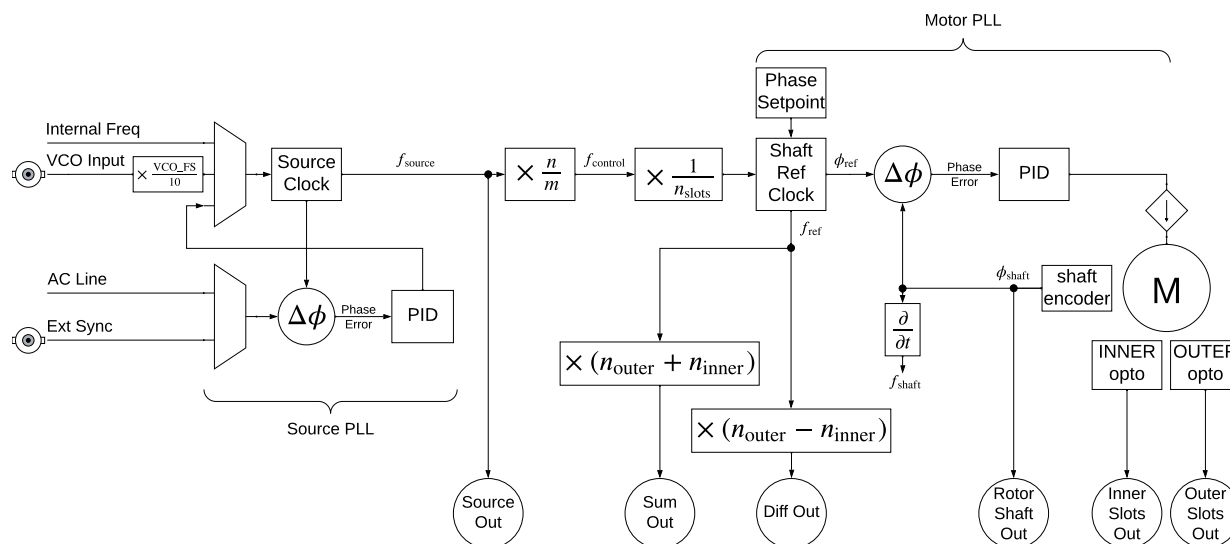 Motor PLL
Phase
Setpoint
Internal Freq
VCO Input
× VCO_FS/10
Source
Clock
f_source
× n/m
f_control
× 1/n_slots
Shaft
Ref
Clock
ϕ_ref
Δϕ
Phase
Error
PID
f_ref
AC Line
Ext Sync
Δϕ
Phase
Error
PID
ϕ_shaft
shaft
encoder
M
∂/∂t
f_shaft
× (n_outer + n_inner)
INNER
opto
OUTER
opto
Source PLL
× (n_outer − n_inner)
Source
Out
Sum
Out
Diff Out
Rotor
Shaft
Out
Inner
Slots
Out
Outer
Slots
Out